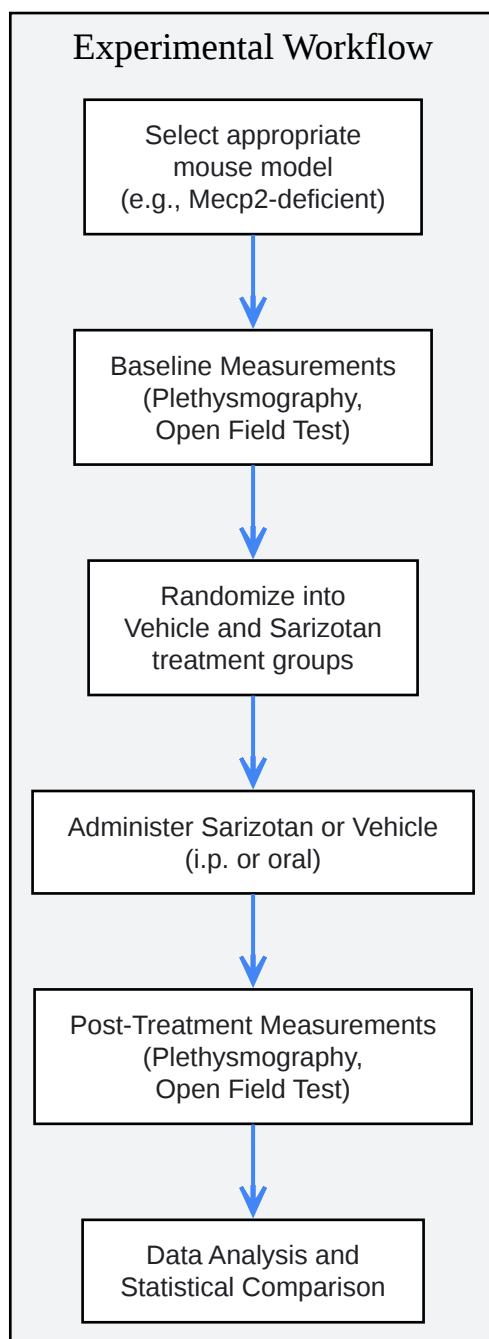 Experimental Workflow
Select appropriate
mouse model
(e.g., Mecp2-deficient)
Baseline Measurements
(Plethysmography,
Open Field Test)
Randomize into
Vehicle and Sarizotan
treatment groups
Administer Sarizotan or Vehicle
(i.p. or oral)
Post-Treatment Measurements
(Plethysmography,
Open Field Test)
Data Analysis and
Statistical Comparison